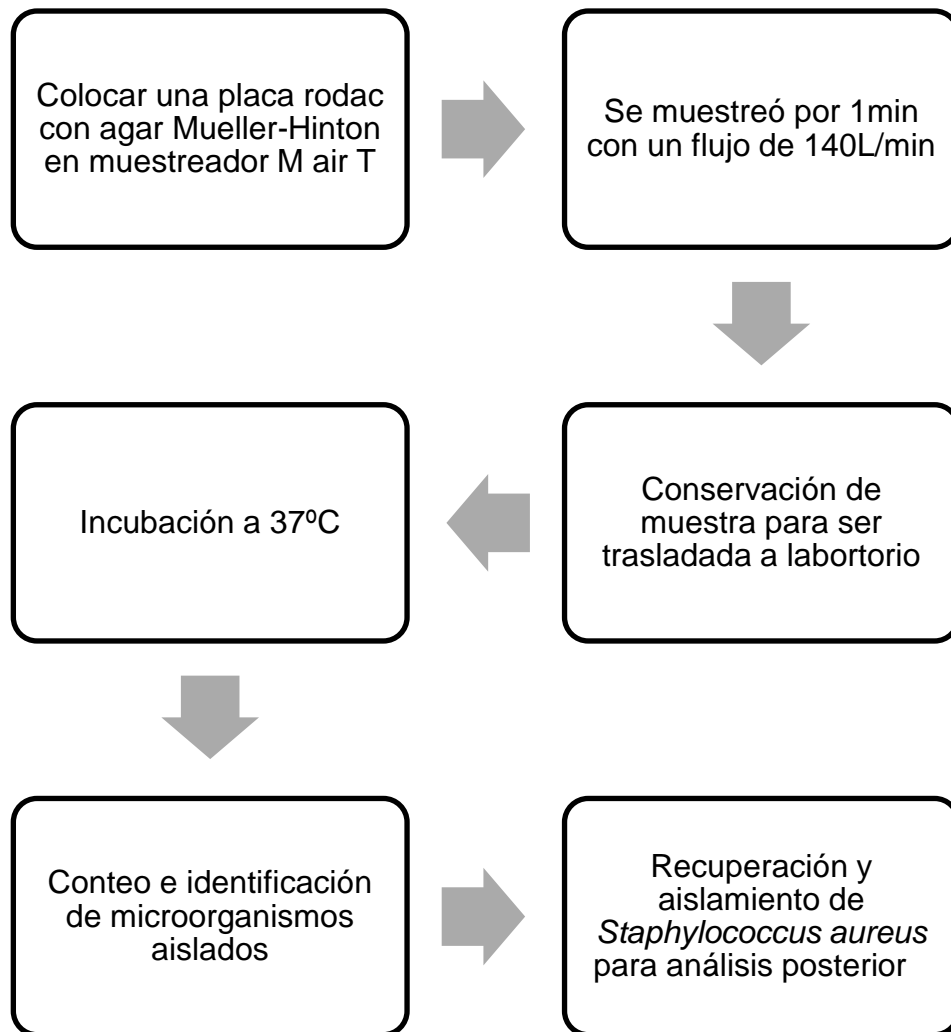 Colocar una placa rodac
con agar Mueller-Hinton
en muestreador M air T
Se muestreó por 1min
con un flujo de 140L/min
Conservación de
muestra para ser
trasladada a labortorio
Incubación a 37ºC
Conteo e identificación
de microorganismos
aislados
Recuperación y
aislamiento de
Staphylococcus aureus
para análisis posterior